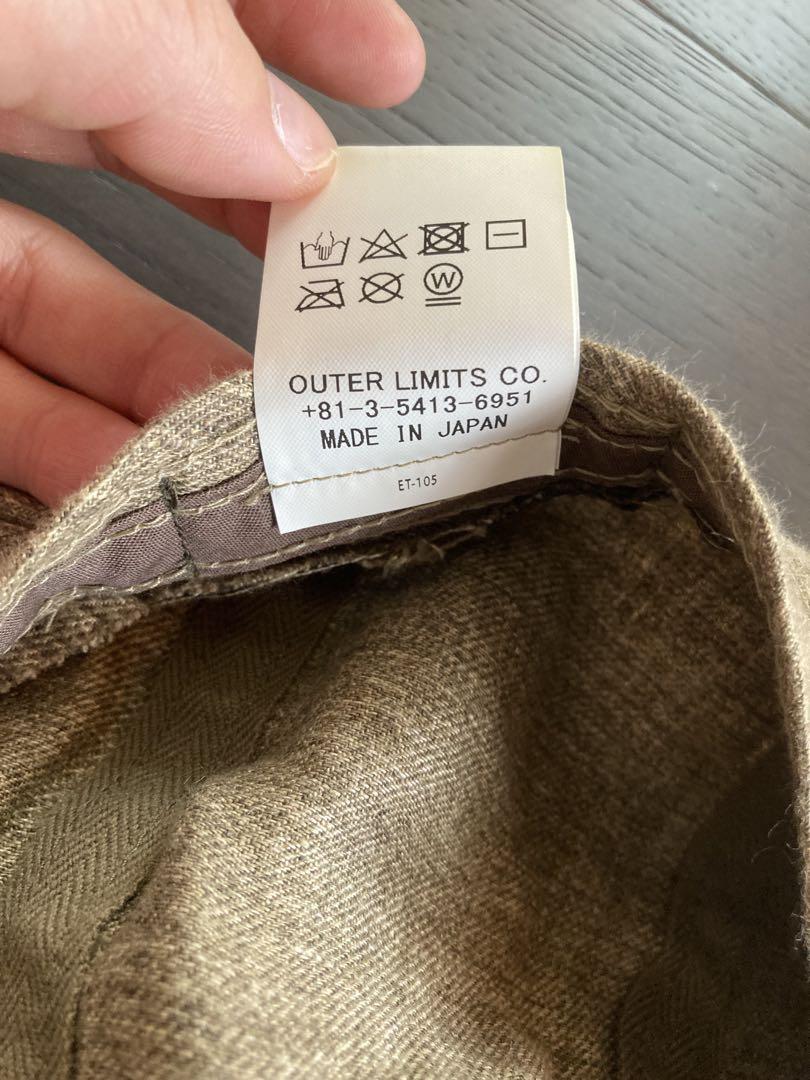 W
OUTER LIMITS CO.
+81-3-5413-6951
MADE IN JAPAN
ET-105